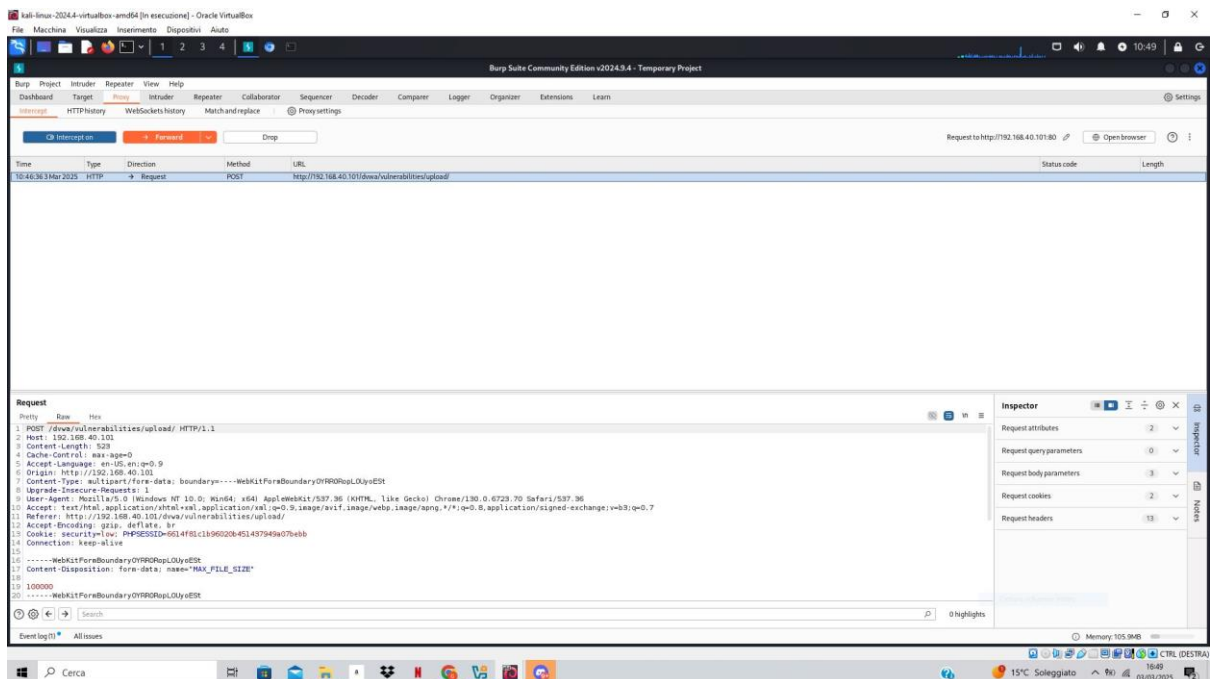 kali-linux-2024.4-virtualbox-amd64 [In esecuzione] - Oracle VirtualBox
File Macchina Visualizza Inserimento Dispositivi Aiuto
1 2 3 4 10:49
Burp Suite Community Edition v2024.9.4 - Temporary Project
Burp Project Intruder Repeater View Help
Dashboard Target Proxy Intruder Repeater Collaborator Sequencer Decoder Comparer Logger Organizer Extensions Learn Settings
Intercept HTTP history WebSockets history Match and replace Proxy settings
Intercept on Forward Drop Request to http://192.168.40.101:80 Open browser
Time Type Direction Method URL Status code Length
10:46:36 3 Mar 2025 HTTP → Request POST http://192.168.40.101/dvwa/vulnerabilities/upload/
Request
Pretty Raw Hex
1 POST /dvwa/vulnerabilities/upload/ HTTP/1.1
2 Host: 192.168.40.101
3 Content-Length: 523
4 Cache-Control: max-age=0
5 Accept-Language: en-US,en;q=0.9
6 Origin: http://192.168.40.101
7 Content-Type: multipart/form-data; boundary=----WebKitFormBoundaryOYRRORopLOUyoESt
8 Upgrade-Insecure-Requests: 1
9 User-Agent: Mozilla/5.0 (Windows NT 10.0; Win64; x64) AppleWebKit/537.36 (KHTML, like Gecko) Chrome/130.0.6723.70 Safari/537.36
10 Accept: text/html,application/xhtml+xml,application/xml;q=0.9,image/avif,image/webp,image/apng,*/*;q=0.8,application/signed-exchange;v=b3;q=0.7
11 Referer: http://192.168.40.101/dvwa/vulnerabilities/upload/
12 Accept-Encoding: gzip, deflate, br
13 Cookie: security=low; PHPSESSID=6614f81c1b96020b451437949a07bebb
14 Connection: keep-alive
15
16 ------WebKitFormBoundaryOYRRORopLOUyoESt
17 Content-Disposition: form-data; name="MAX_FILE_SIZE"
18
19 100000
20 ------WebKitFormBoundaryOYRRORopLOUyoESt
Search 0 highlights
Inspector
Request attributes 2
Request query parameters 0
Request body parameters 3
Request cookies 2
Request headers 13
Inspector
Notes
Event log (1) All issues Memory: 105.9MB
CTRL (DESTRA)
Cerca 15°C Soleggiato 16:49
03/03/2025